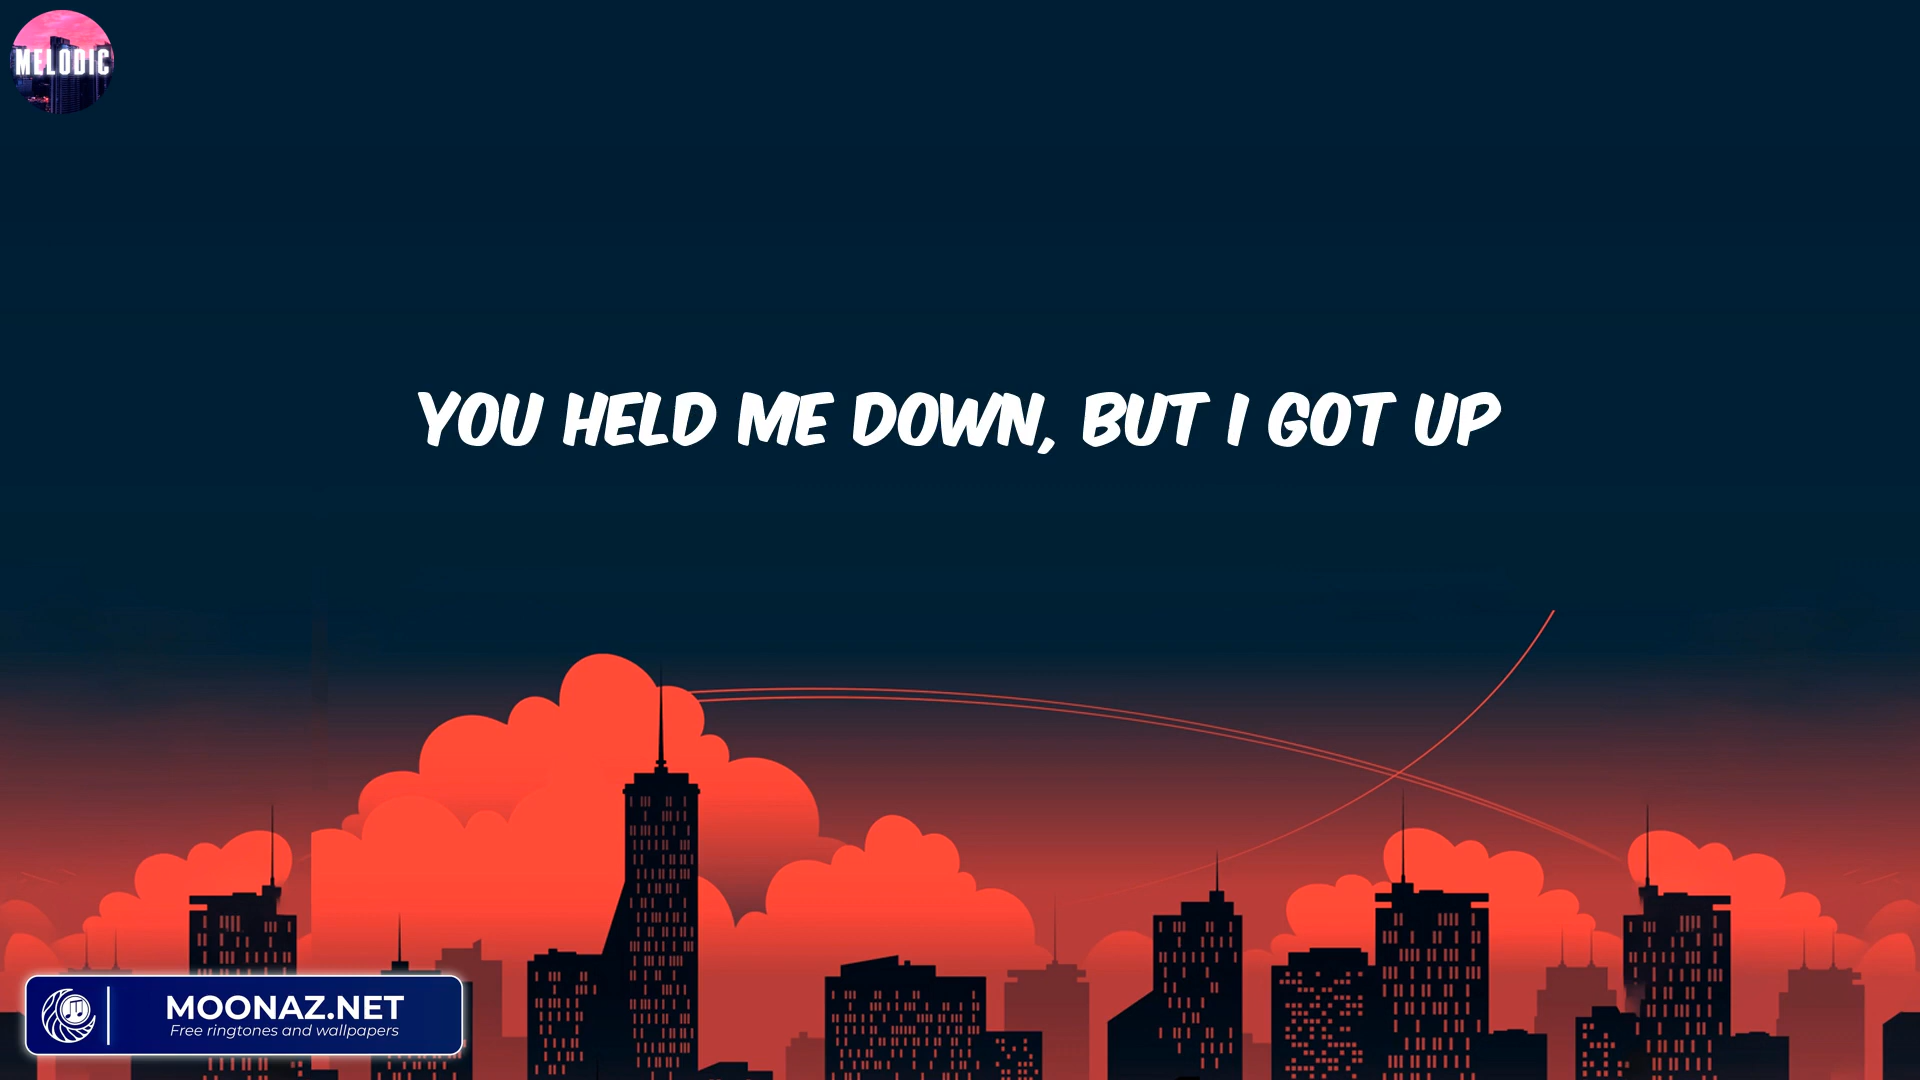 MELODIC
YOU HELD ME DOWN, BUT I GOT UP
MOONAZ.NET
Free ringtones and wallpapers